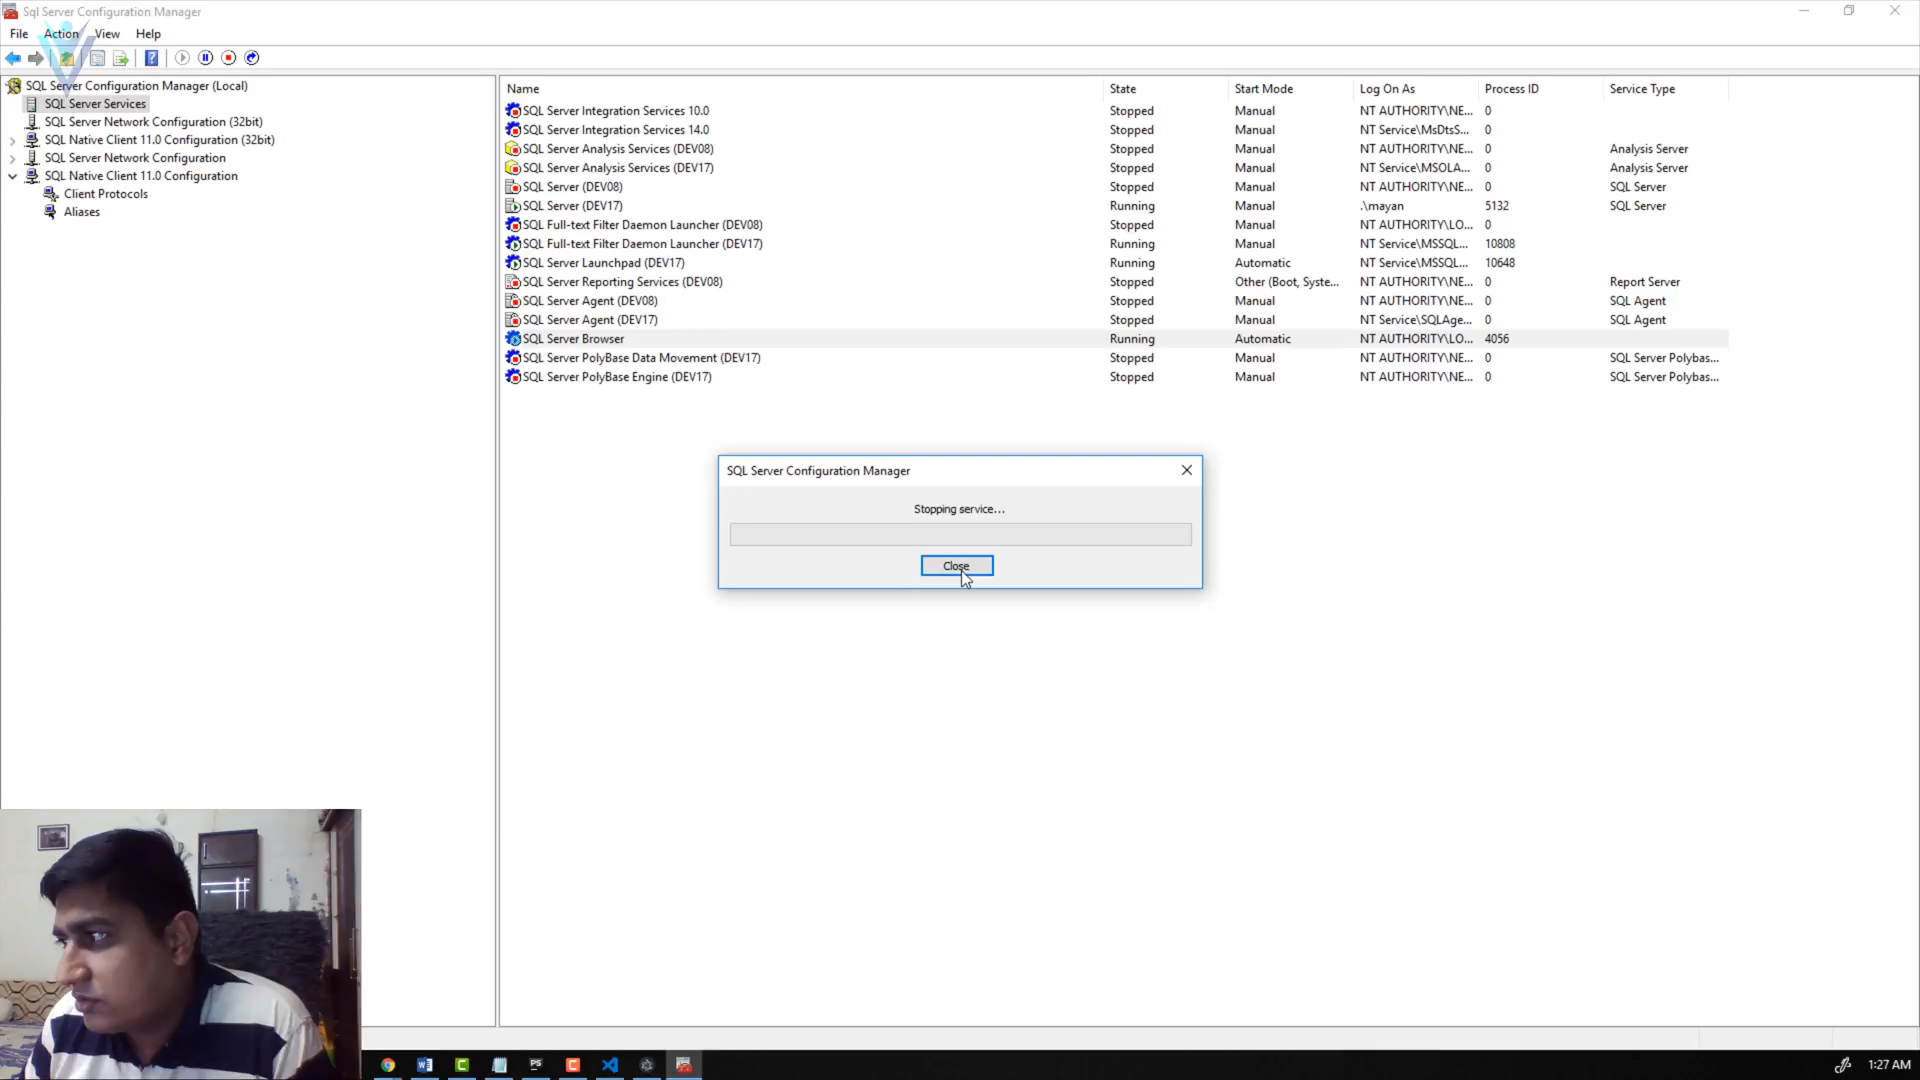 Sql Server Configuration Manager
File Action View Help
SQL Server Configuration Manager (Local)
SQL Server Services
SQL Server Network Configuration (32bit)
SQL Native Client 11.0 Configuration (32bit)
SQL Server Network Configuration
SQL Native Client 11.0 Configuration
Client Protocols
Aliases
Name State Start Mode Log On As Process ID Service Type
SQL Server Integration Services 10.0 Stopped Manual NT AUTHORITY\NE... 0
SQL Server Integration Services 14.0 Stopped Manual NT Service\MsDtsS... 0
SQL Server Analysis Services (DEV08) Stopped Manual NT AUTHORITY\NE... 0 Analysis Server
SQL Server Analysis Services (DEV17) Stopped Manual NT Service\MSOLA... 0 Analysis Server
SQL Server (DEV08) Stopped Manual NT AUTHORITY\NE... 0 SQL Server
SQL Server (DEV17) Running Manual .\mayan 5132 SQL Server
SQL Full-text Filter Daemon Launcher (DEV08) Stopped Manual NT AUTHORITY\LO... 0
SQL Full-text Filter Daemon Launcher (DEV17) Running Manual NT Service\MSSQL... 10808
SQL Server Launchpad (DEV17) Running Automatic NT Service\MSSQL... 10648
SQL Server Reporting Services (DEV08) Stopped Other (Boot, Syste... NT AUTHORITY\NE... 0 Report Server
SQL Server Agent (DEV08) Stopped Manual NT AUTHORITY\NE... 0 SQL Agent
SQL Server Agent (DEV17) Stopped Manual NT Service\SQLAge... 0 SQL Agent
SQL Server Browser Running Automatic NT AUTHORITY\LO... 4056
SQL Server PolyBase Data Movement (DEV17) Stopped Manual NT AUTHORITY\NE... 0 SQL Server Polybas...
SQL Server PolyBase Engine (DEV17) Stopped Manual NT AUTHORITY\NE... 0 SQL Server Polybas...
SQL Server Configuration Manager
Stopping service...
Close
1:27 AM